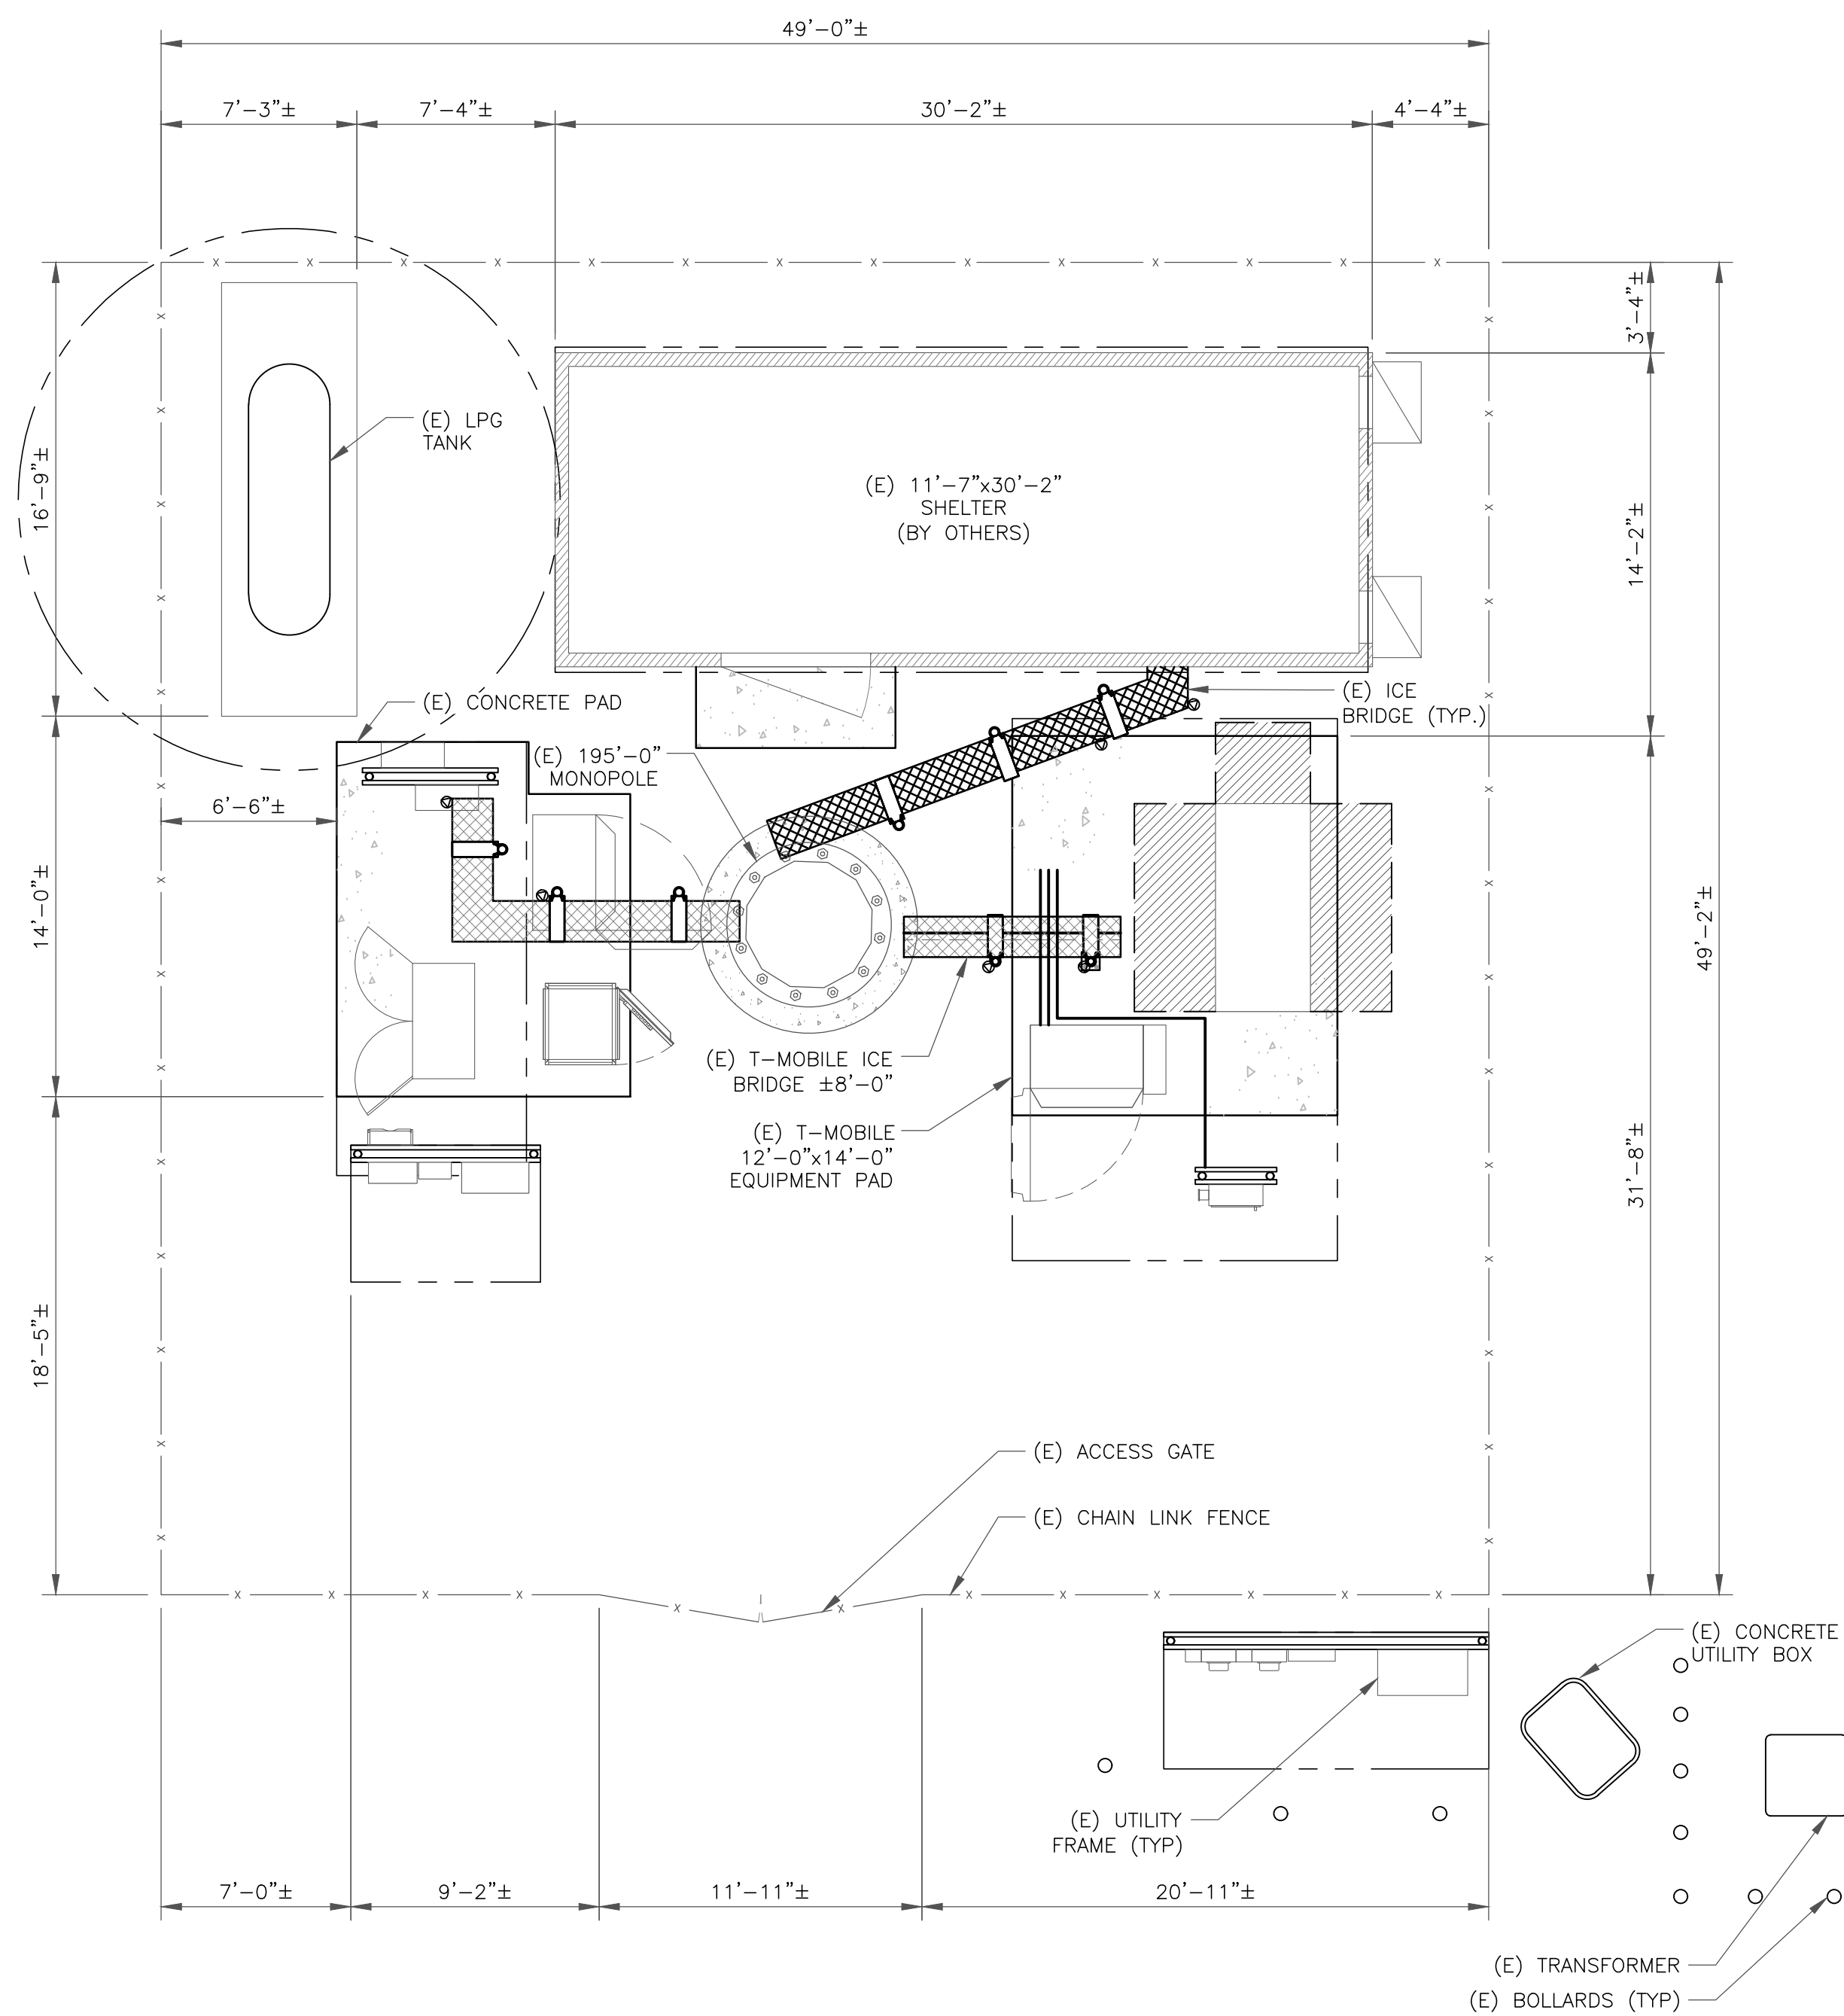 49'-0"±
7'-3"±
7'-4"±
30'-2"±
4'-4"±
3'-4"±
16'-9"±
(E) LPG
TANK
(E) 11'-7"x30'-2"
SHELTER
(BY OTHERS)
14'-2"±
(E) CONCRETE PAD
(E) ICE
BRIDGE (TYP.)
(E) 195'-0"
MONOPOLE
6'-6"±
14'-0"±
49'-2"±
(E) T-MOBILE ICE
BRIDGE ±8'-0"
(E) T-MOBILE
12'-0"x14'-0"
EQUIPMENT PAD
31'-8"±
18'-5"±
(E) ACCESS GATE
(E) CHAIN LINK FENCE
(E) CONCRETE
UTILITY BOX
(E) UTILITY
FRAME (TYP)
7'-0"±
9'-2"±
11'-11"±
20'-11"±
(E) TRANSFORMER
(E) BOLLARDS (TYP)